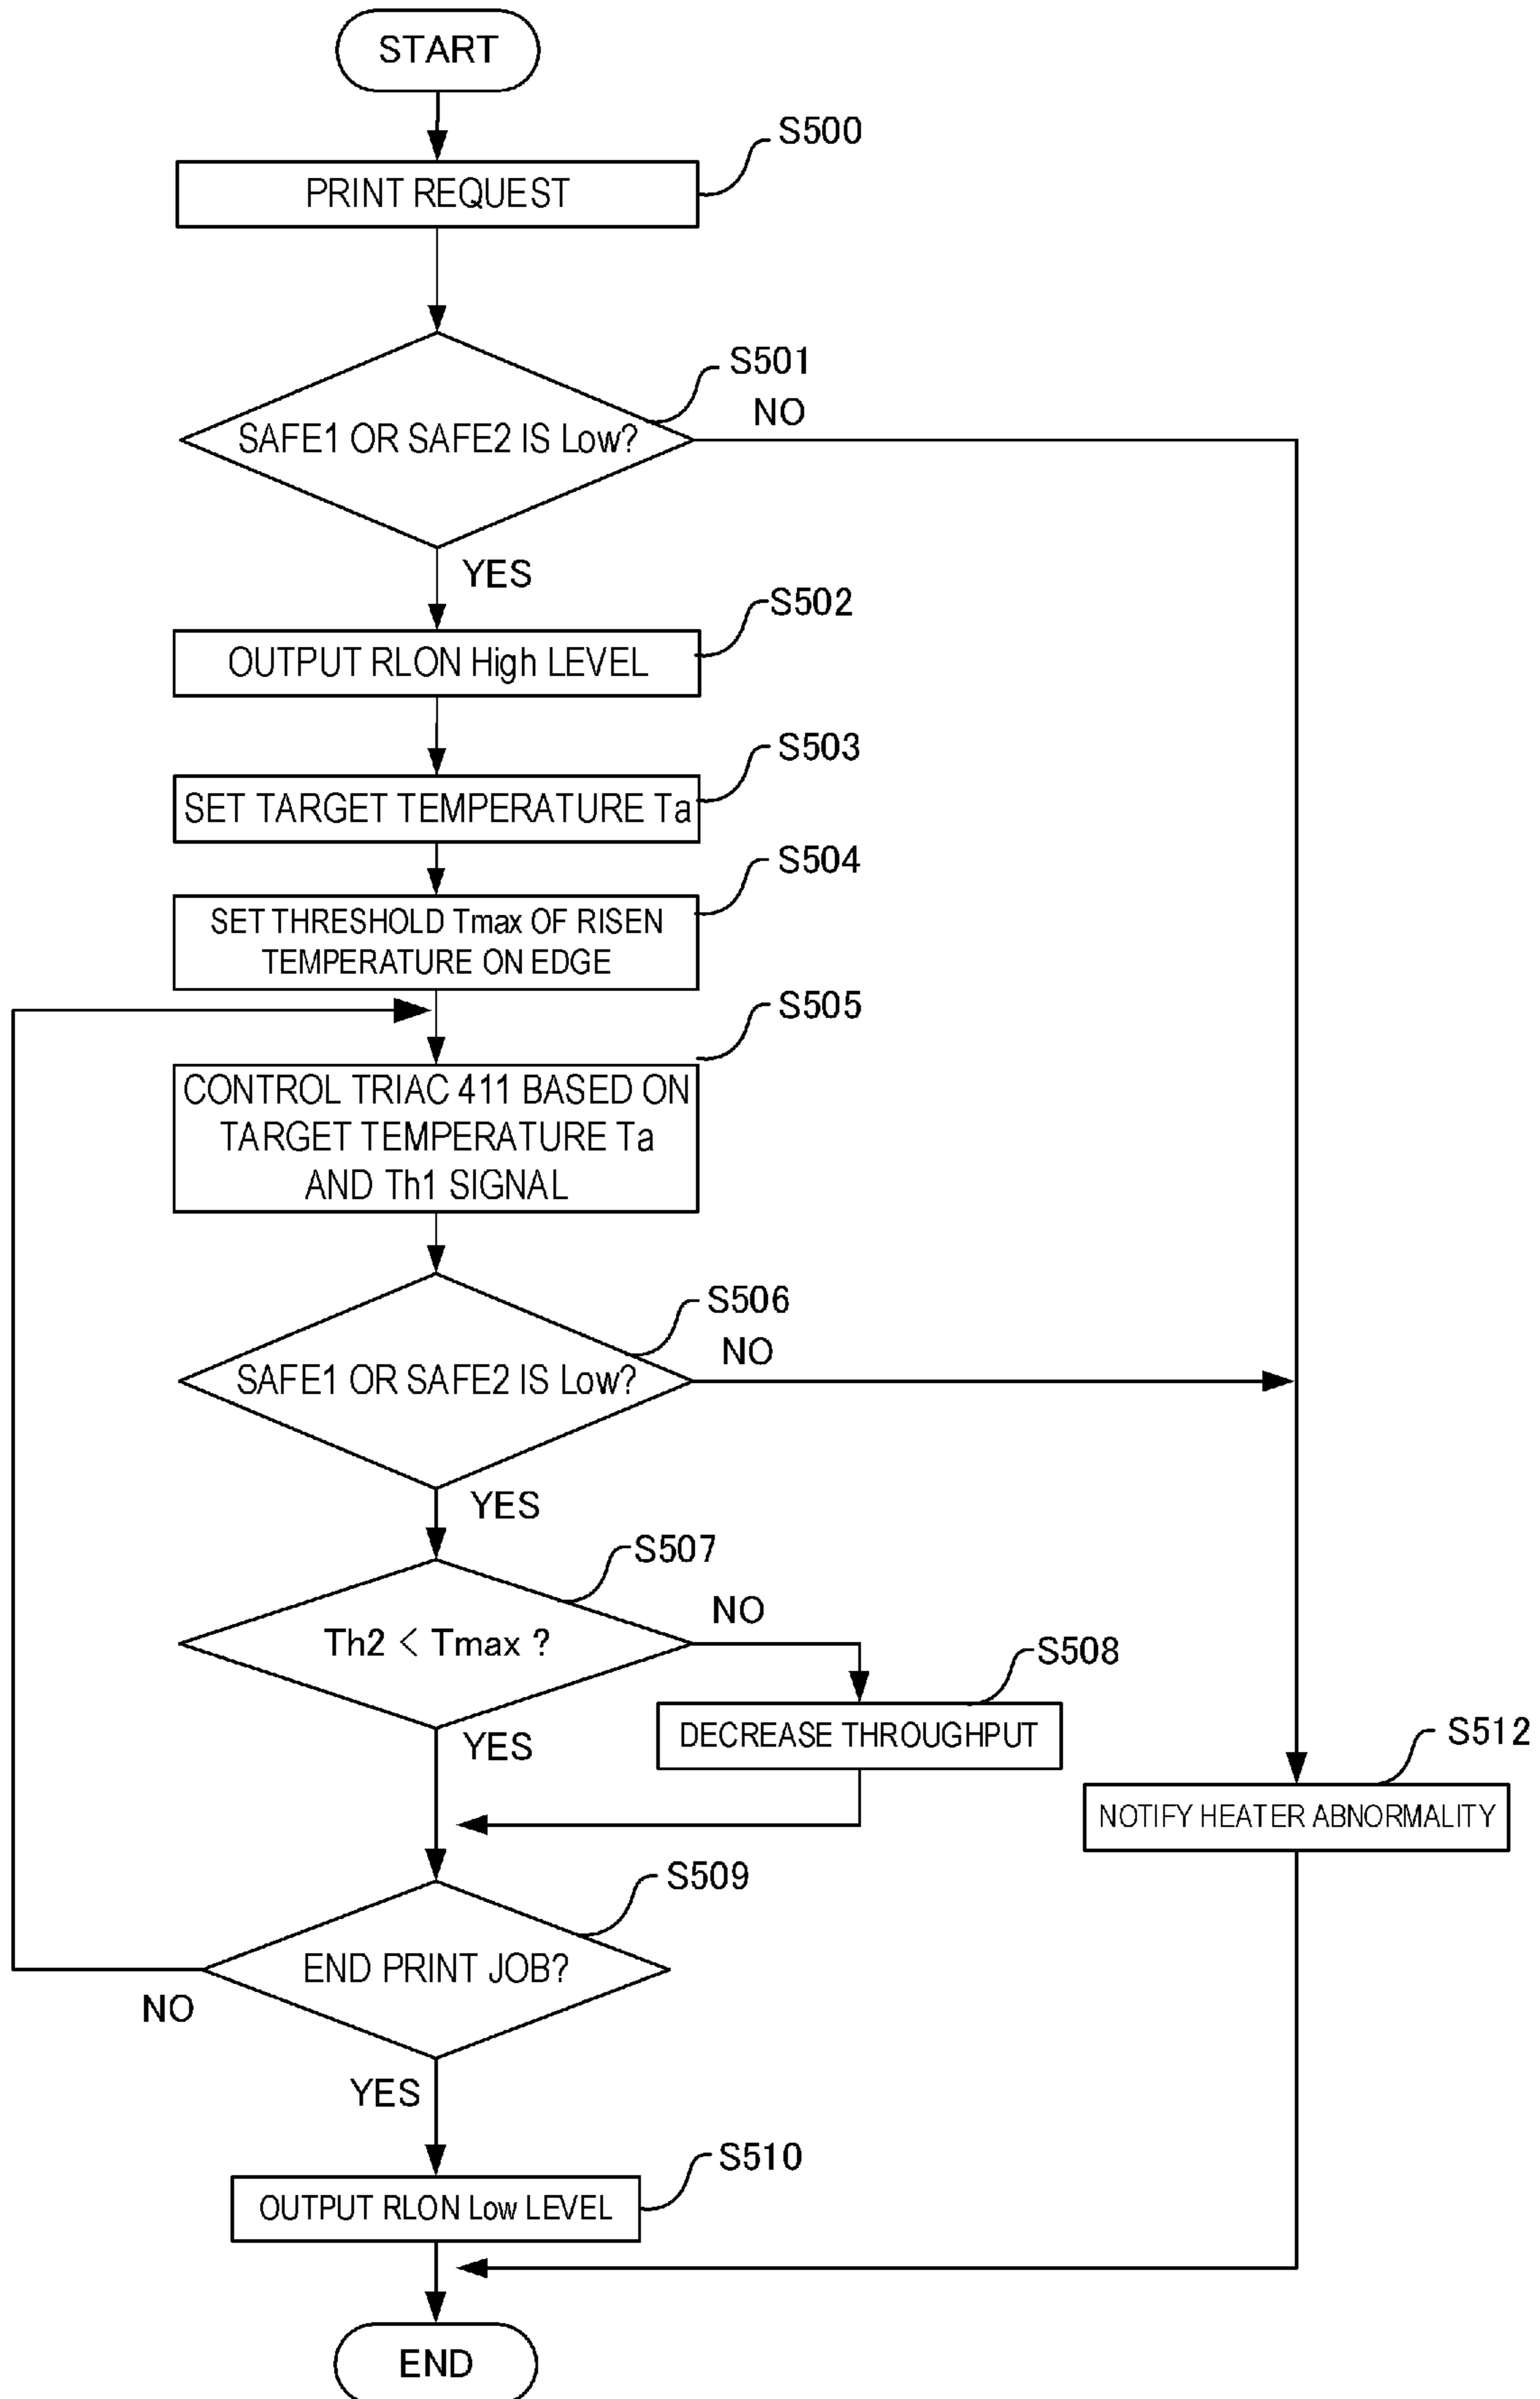 START
S500
PRINT REQUEST
S501
NO
SAFE1 OR SAFE2 IS Low?
YES
S502
OUTPUT RLON High LEVEL
S503
SET TARGET TEMPERATURE Ta
S504
SET THRESHOLD Tmax OF RISEN
TEMPERATURE ON EDGE
S505
CONTROL TRIAC 411 BASED ON
TARGET TEMPERATURE Ta
AND Th1 SIGNAL
S506
NO
SAFE1 OR SAFE2 IS Low?
YES
S507
NO
Th2 < Tmax ?
S508
DECREASE THROUGHPUT
YES
S512
NOTIFY HEATER ABNORMALITY
S509
END PRINT JOB?
NO
YES
S510
OUTPUT RLON Low LEVEL
END